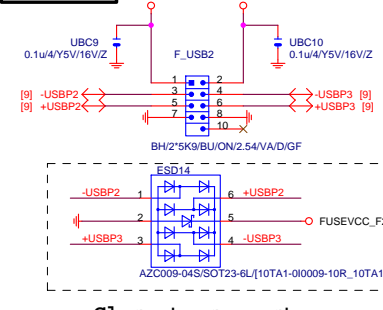 UBC9
0.1u/4/Y5V/16V/Z
F_USB2
UBC10
0.1u/4/Y5V/16V/Z
1 2
[9] -USBP2 3 4 -USBP3 [9]
[9] +USBP2 5 6 +USBP3 [9]
7 8
10
BH/2*5K9/BU/ON/2.54/VA/D/GF
ESD14
-USBP2 1 6 +USBP2
2 5 FUSEVCC_F
+USBP3 3 4 -USBP3
AZC009-04S/SOT23-6L/[10TA1-0I0009-10R_10TA1